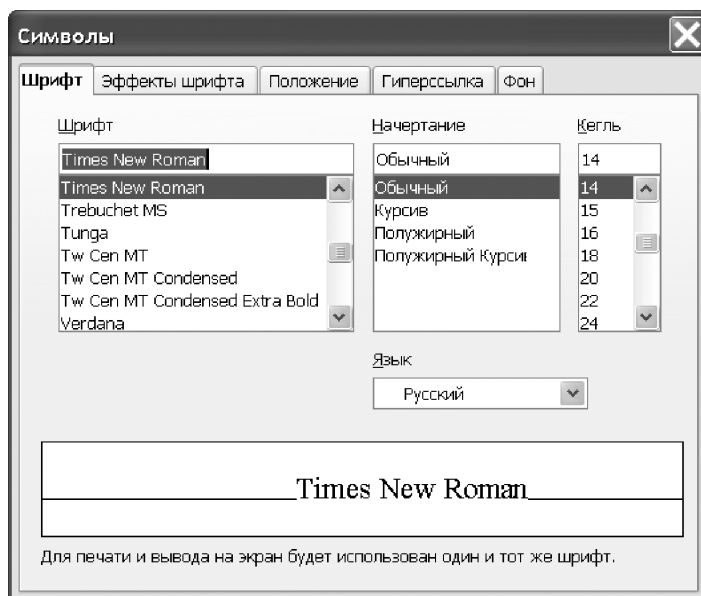 Символы
Шрифт Эффекты шрифта Положение Гиперссылка Фон
Шрифт Начертание Кегль
Times New Roman Обычный 14
Times New Roman Обычный 14
Trebuchet MS Курсив 15
Tunga Полужирный 16
Tw Cen MT Полужирный Курсив 18
Tw Cen MT Condensed 20
Tw Cen MT Condensed Extra Bold 22
Verdana 24
Язык
Русский
Times New Roman
Для печати и вывода на экран будет использован один и тот же шрифт.